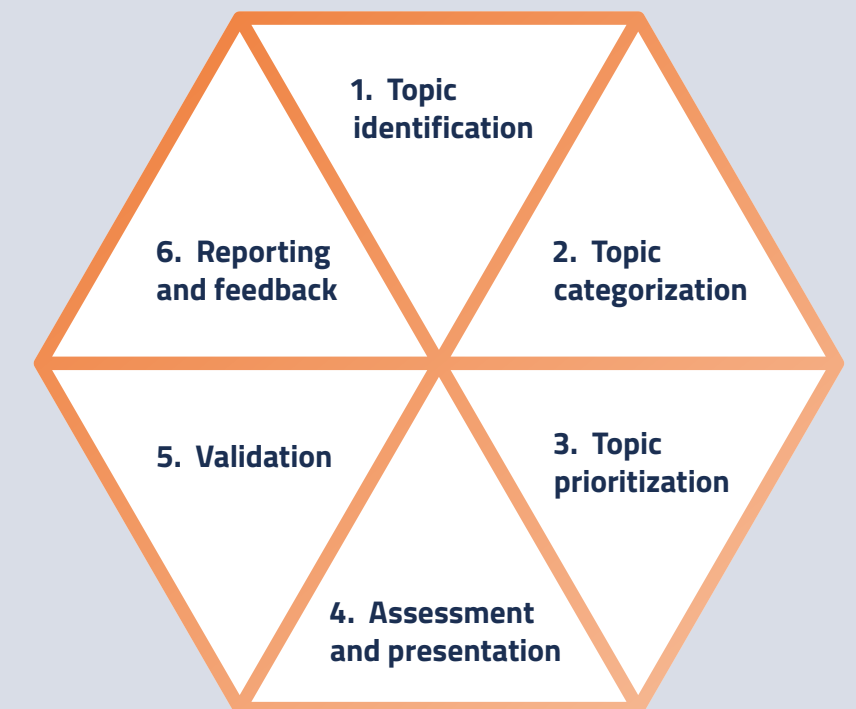 1. Topic
identification
2. Topic
categorization
3. Topic
prioritization
4. Assessment
and presentation
5. Validation
6. Reporting
and feedback